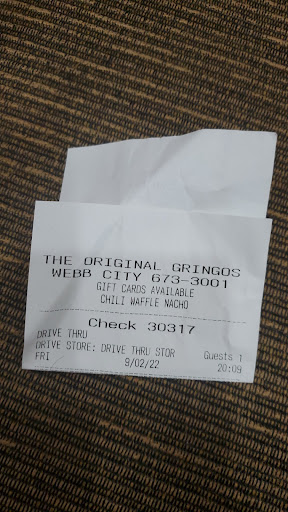 THE ORIGINAL GRINGOS
WEBB CITY 673-3001
GIFT CARDS AVAILABLE
CHILI WAFFLE NACHO
Check 30317
DRIVE THRU
DRIVE STORE: DRIVE THRU STOR Guests 1
FRI 9/02/22 20:09